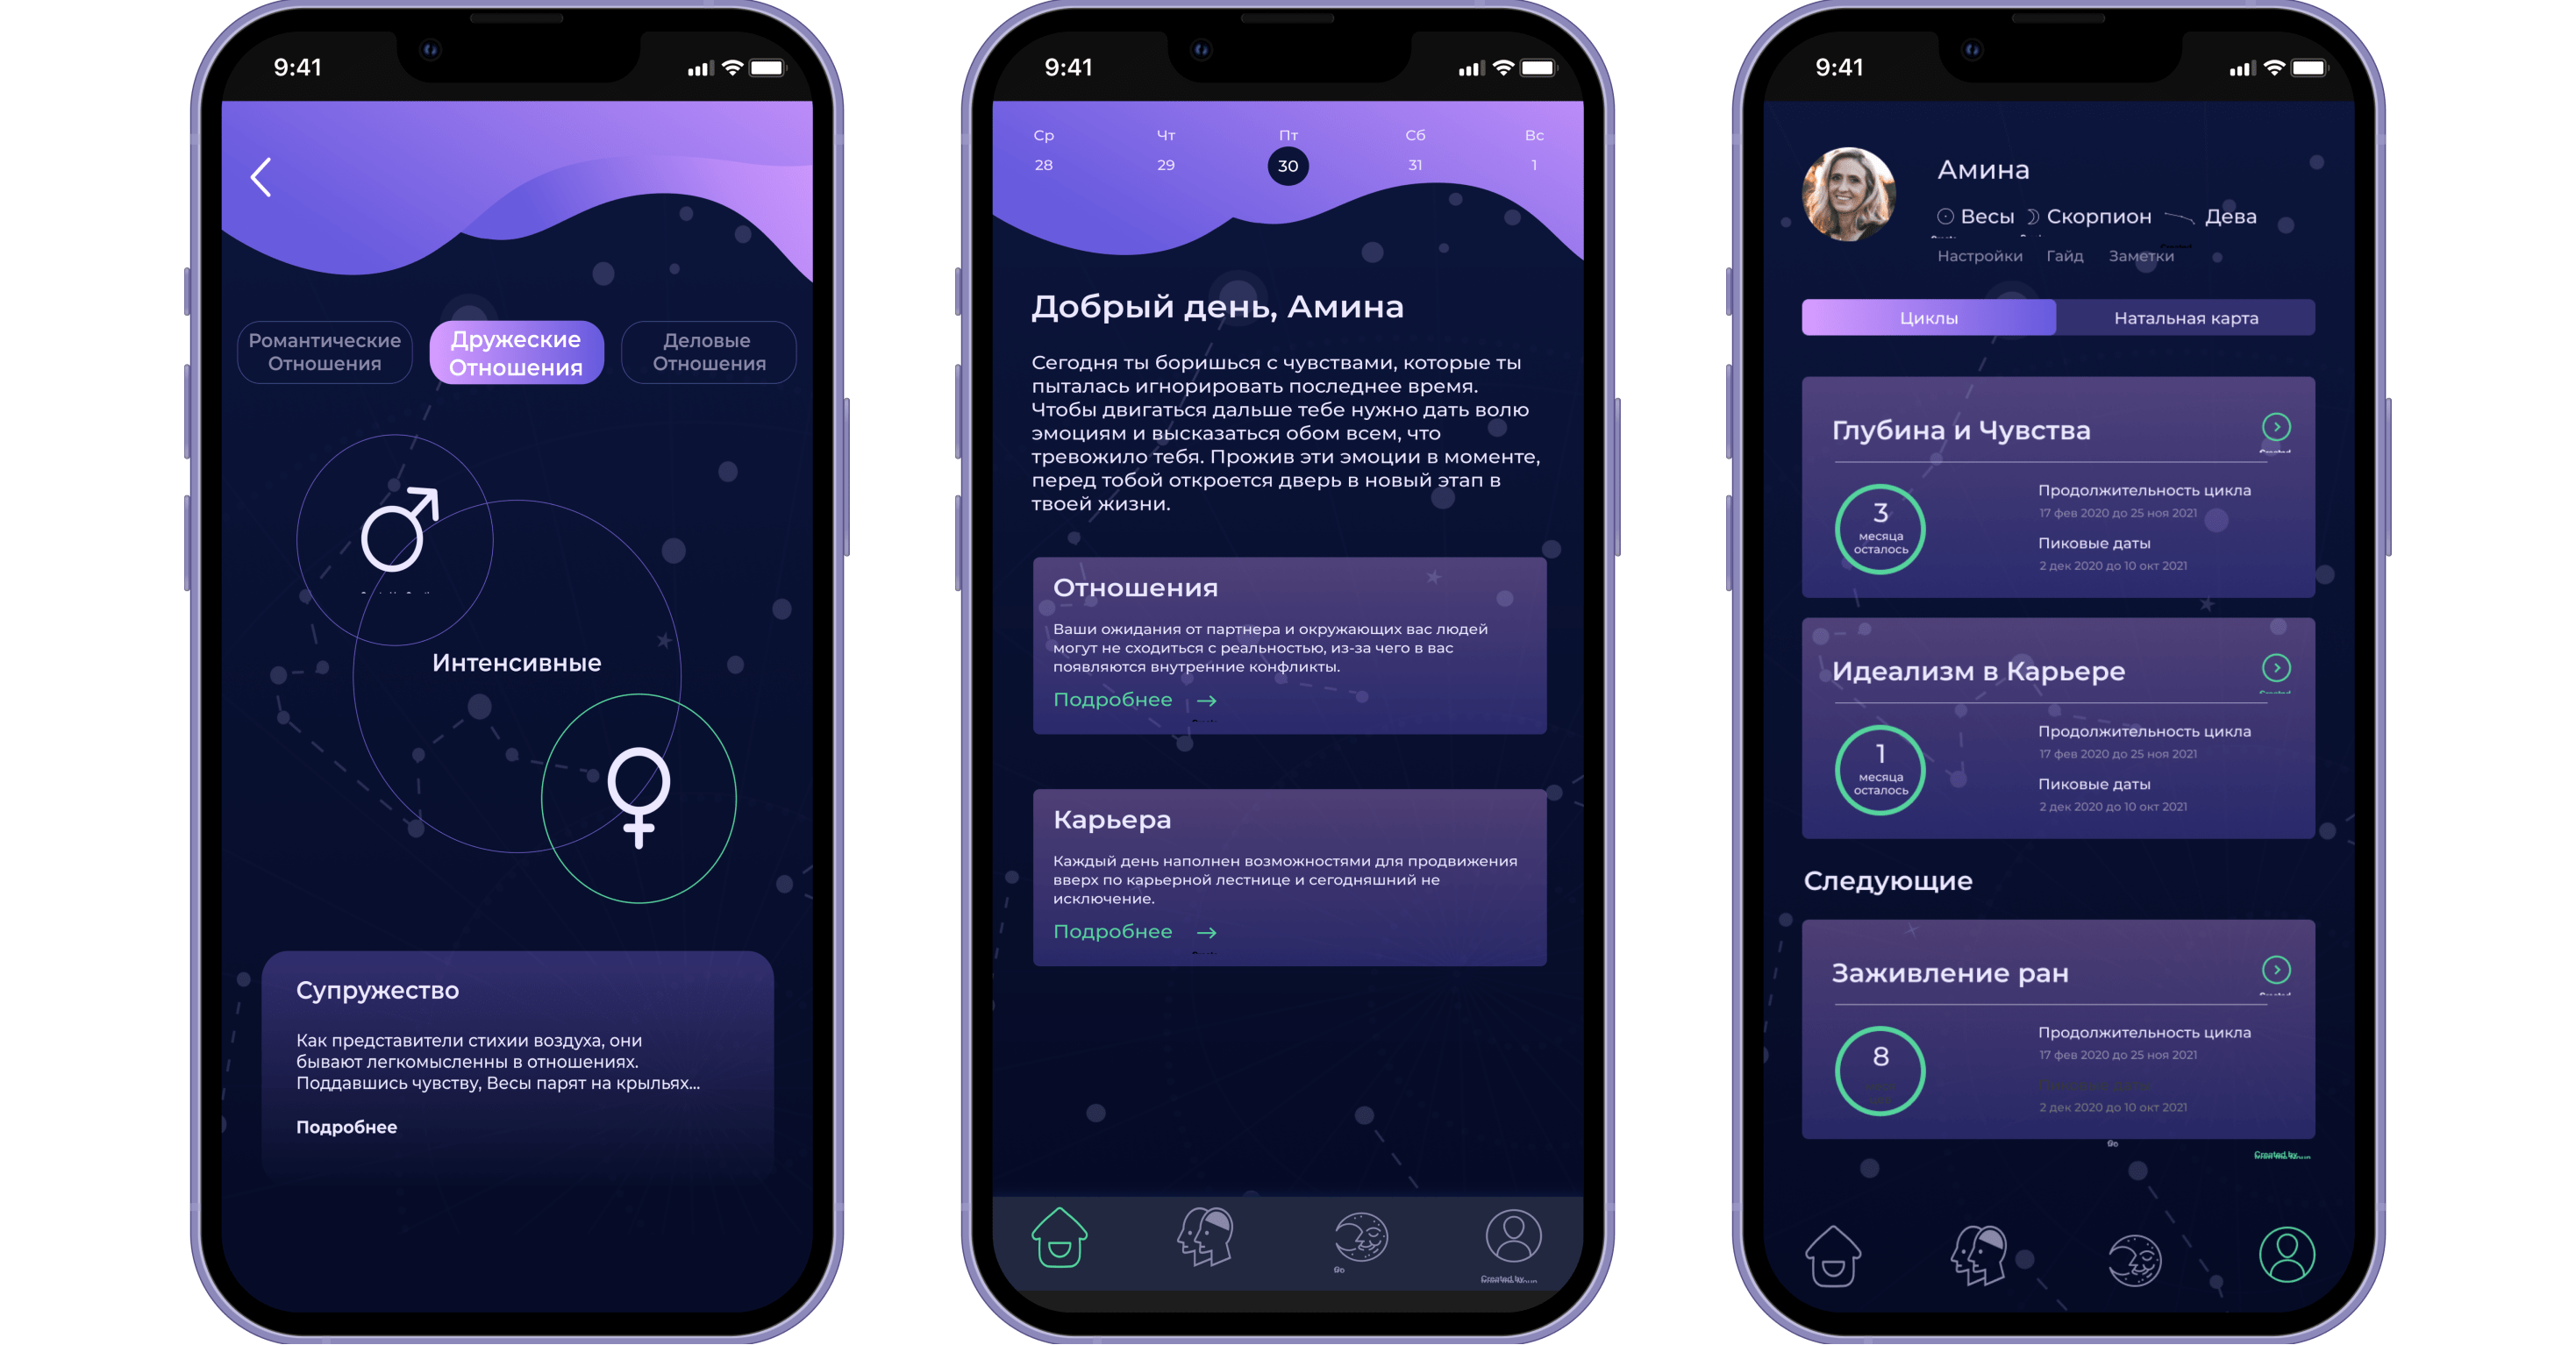 9:41
Романтические
Отношения
Дружеские
Отношения
Деловые
Отношения
Интенсивные
Супружество
Как представители стихии воздуха, они
бывают легкомысленны в отношениях.
Поддавшись чувству, Весы парят на крыльях...
Подробнее
9:41
Ср Чт Пт Сб Вс
28 29 30 31 1
Добрый день, Амина
Сегодня ты боришься с чувствами, которые ты
пыталась игнорировать последнее время.
Чтобы двигаться дальше тебе нужно дать волю
эмоциям и высказаться обом всем, что
тревожило тебя. Прожив эти эмоции в моменте,
перед тобой откроется дверь в новый этап в
твоей жизни.
Отношения
Ваши ожидания от партнера и окружающих вас людей
могут не сходиться с реальностью, из-за чего в вас
появляются внутренние конфликты.
Подробнее →
Карьера
Каждый день наполнен возможностями для продвижения
вверх по карьерной лестнице и сегодняшний не
исключение.
Подробнее →
Created by
9:41
Амина
Весы Скорпион Дева
Настройки Гайд Заметки
Циклы Натальная карта
Глубина и Чувства
3
месяца
осталось
Продолжительность цикла
17 фев 2020 до 25 ноя 2021
Пиковые даты
2 дек 2020 до 10 окт 2021
Идеализм в Карьере
1
месяца
осталось
Продолжительность цикла
17 фев 2020 до 25 ноя 2021
Пиковые даты
2 дек 2020 до 10 окт 2021
Следующие
Заживление ран
8
Продолжительность цикла
17 фев 2020 до 25 ноя 2021
Пиковые даты
2 дек 2020 до 10 окт 2021
Created by